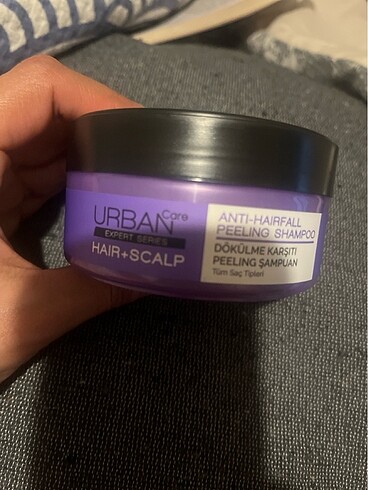 URBAN Care
EXPERT SERIES
HAIR+SCALP
ANTI-HAIRFALL
PEELING SHAMPOO
DÖKÜLME KARŞITI
PEELING ŞAMPUAN
Tüm Saç Tipleri